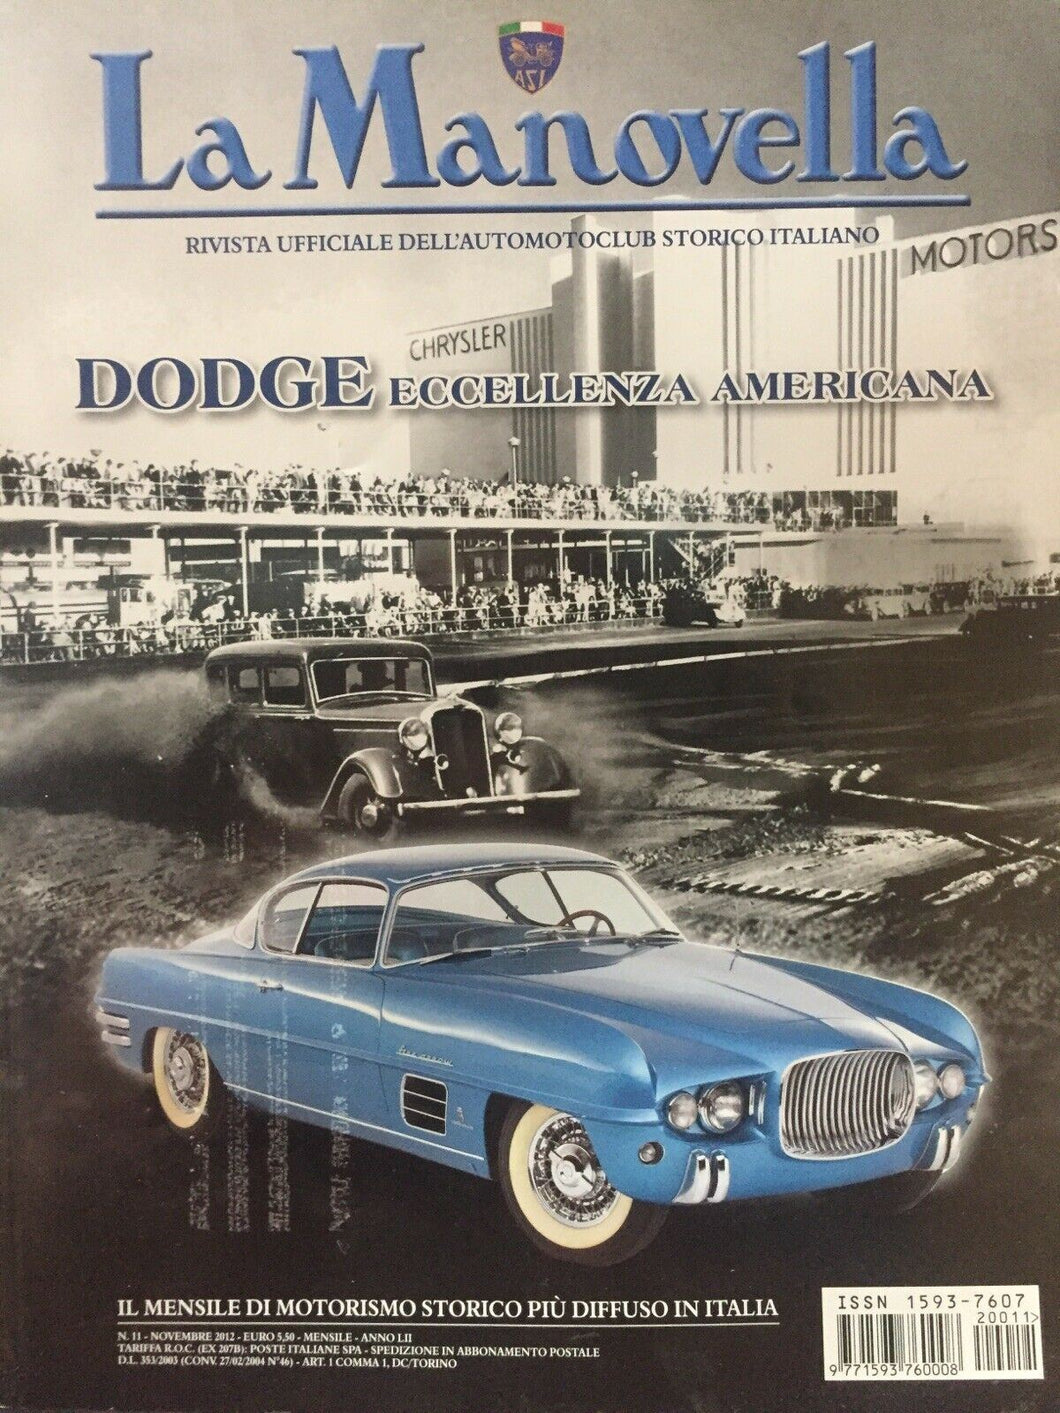 ASI
La Manovella
RIVISTA UFFICIALE DELL'AUTOMOTOCLUB STORICO ITALIANO
MOTORS
CHRYSLER
DODGE ECCELLENZA AMERICANA
IL MENSILE DI MOTORISMO STORICO PIÙ DIFFUSO IN ITALIA
N. 11 - NOVEMBRE 2012 - EURO 5,50 - MENSILE - ANNO LII
TARIFFA R.O.C. (EX 207B): POSTE ITALIANE SPA - SPEDIZIONE IN ABBONAMENTO POSTALE
D.L. 353/2003 (CONV. 27/02/2004 N°46) - ART. 1 COMMA 1, DC/TORINO
ISSN 1593-7607
20011>
9 771593 760008